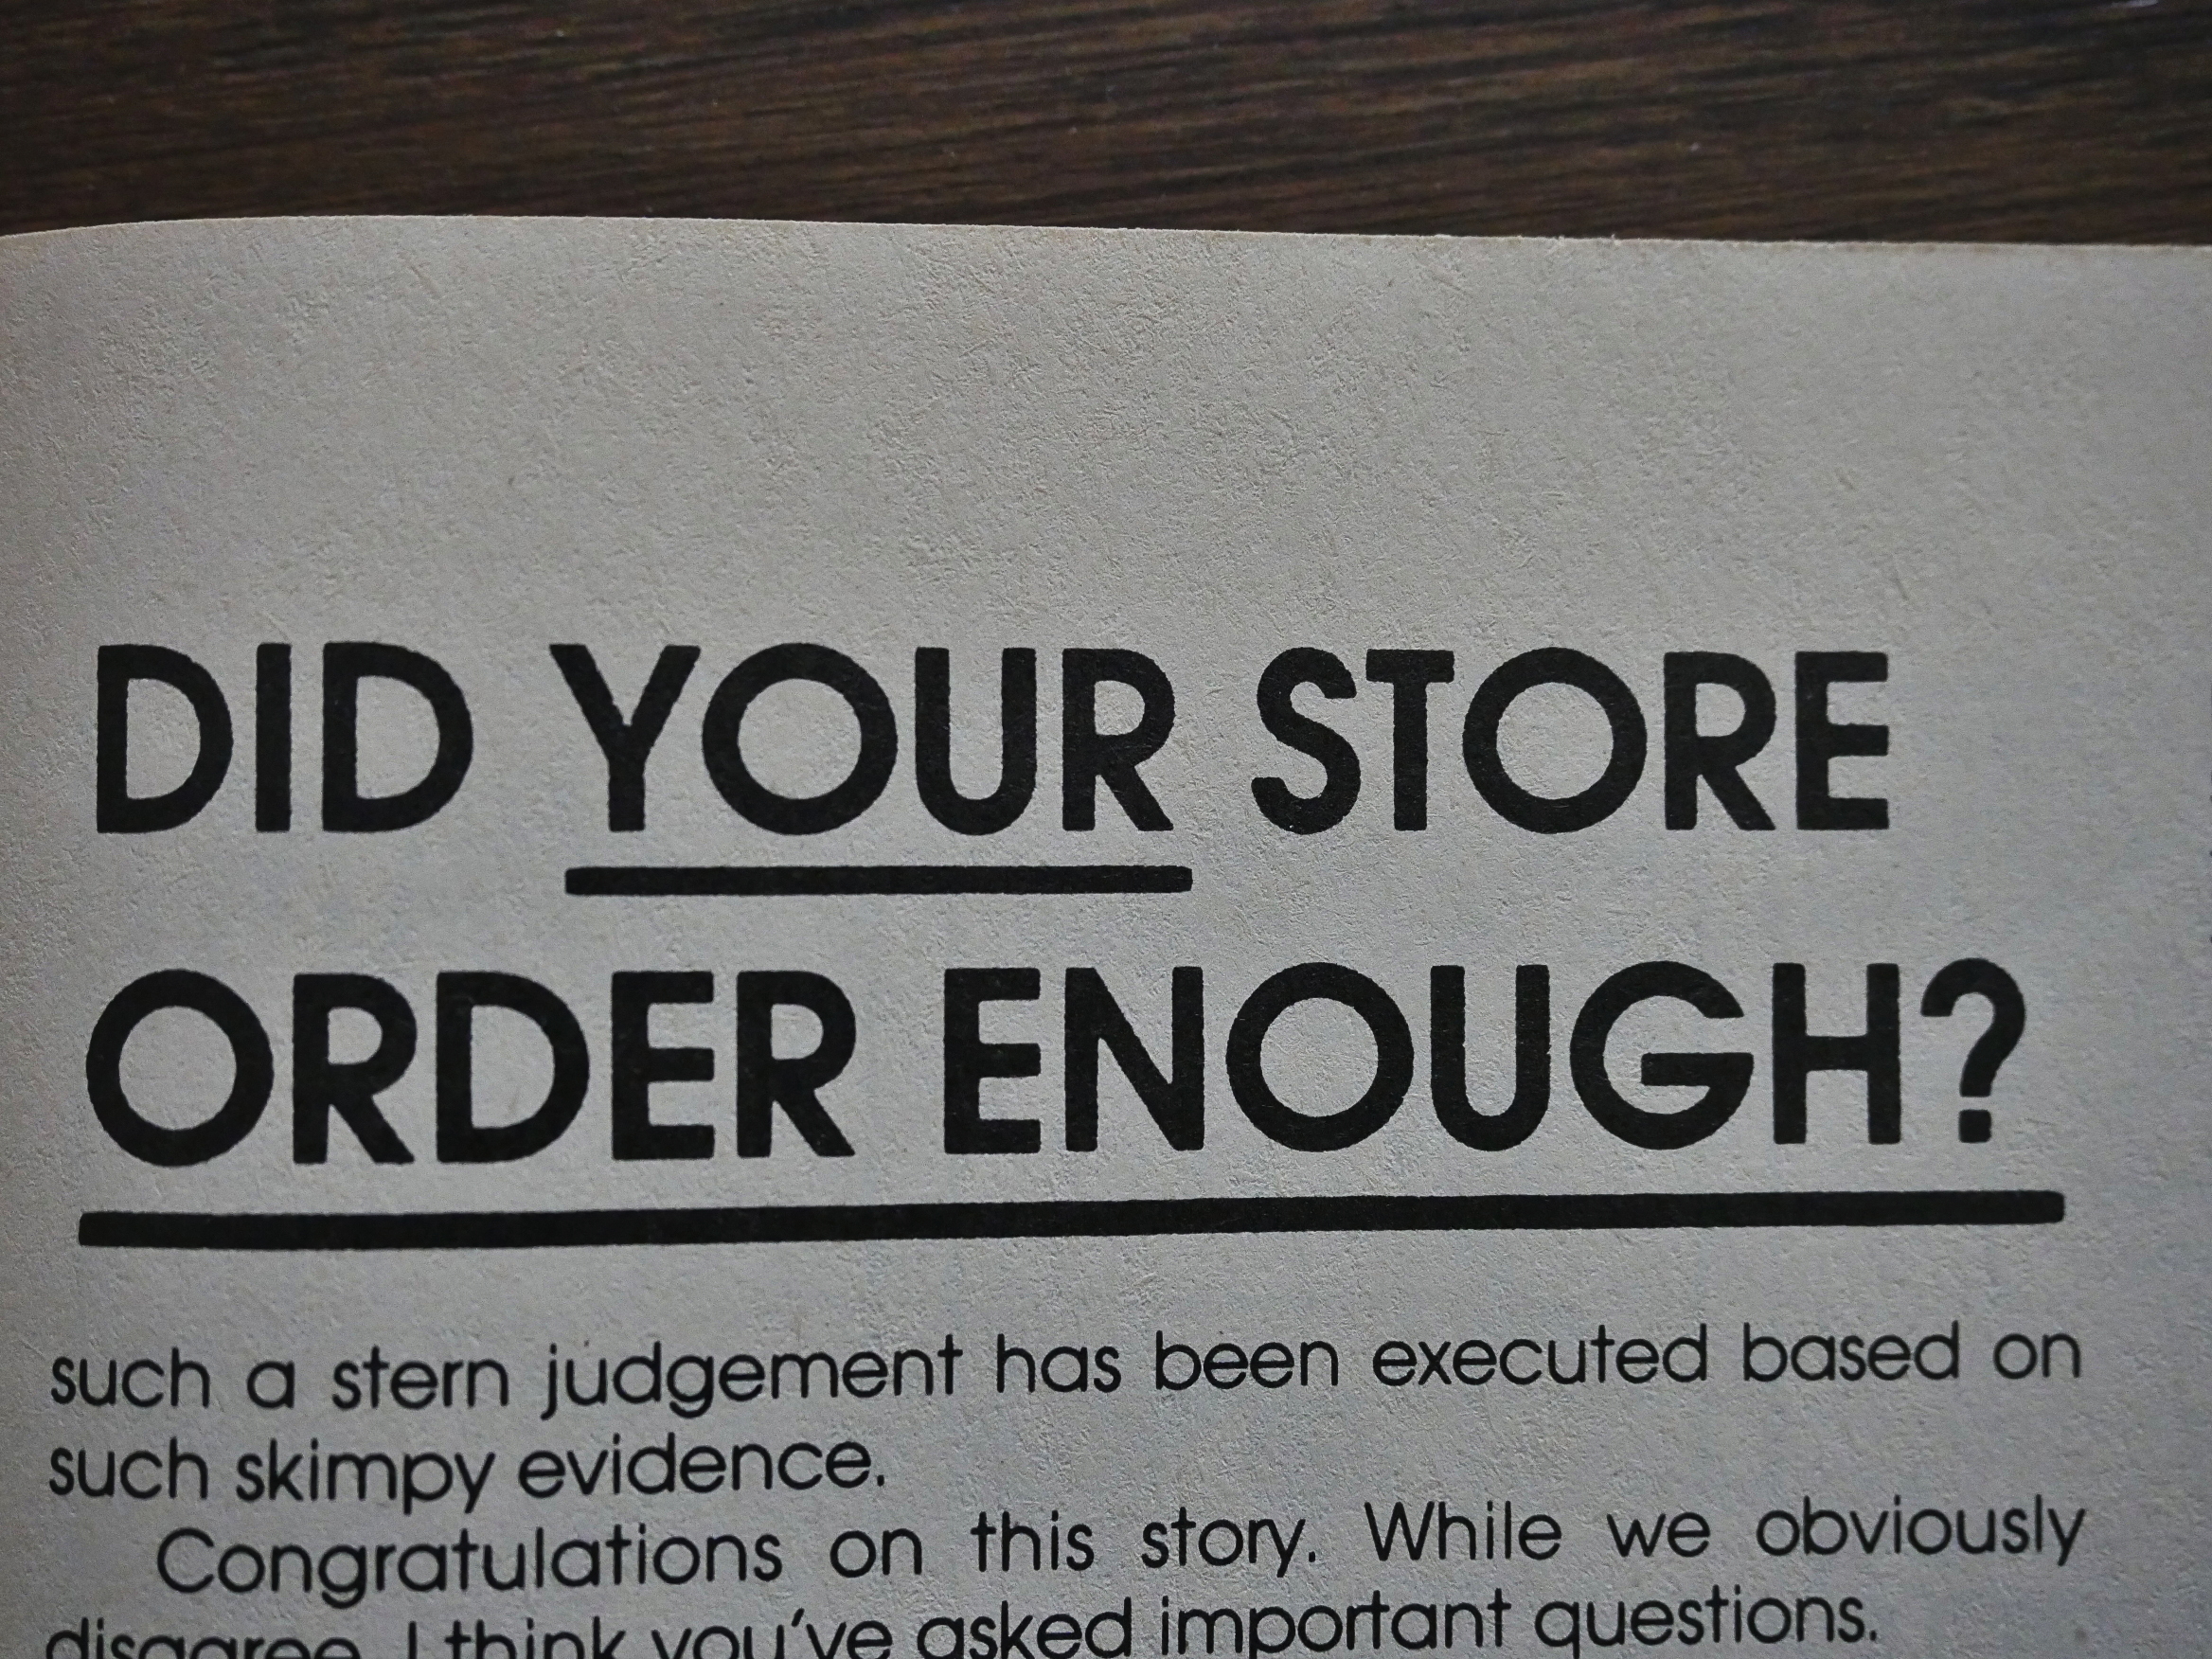 DID YOUR STORE
ORDER ENOUGH?
such a stern judgement has been executed based on
such skimpy evidence.
Congratulations on this story. While we obviously
disagree, I think you've asked important questions.